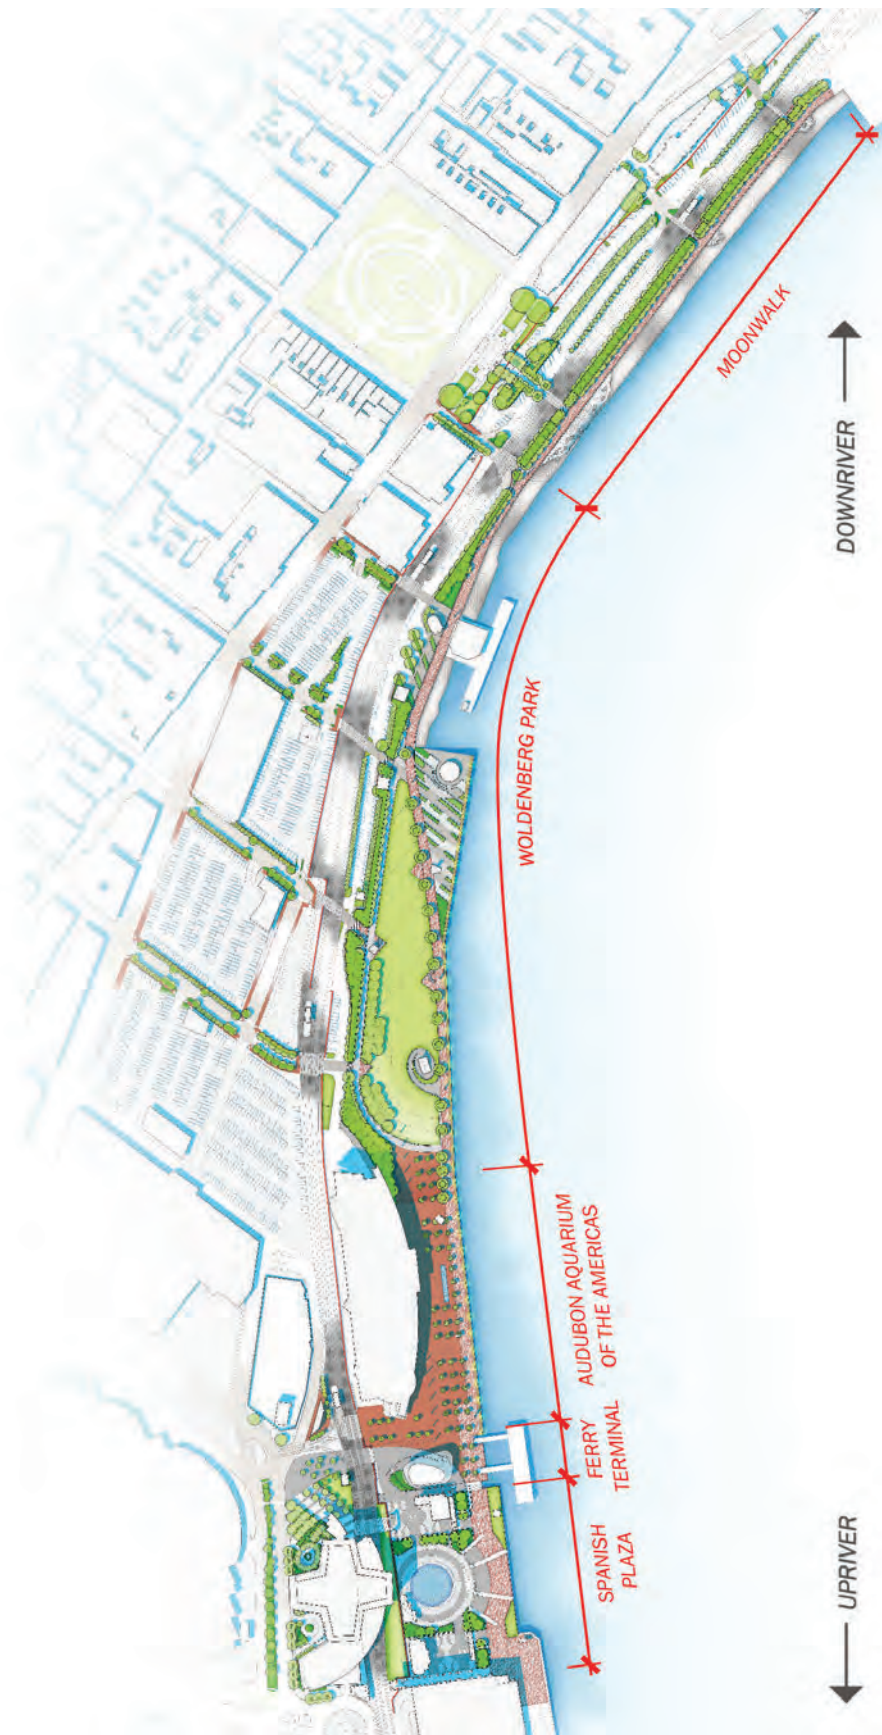 MOONWALK
DOWNRIVER
WOLDENBERG PARK
AUDUBON AQUARIUM
OF THE AMERICAS
FERRY
TERMINAL
SPANISH
PLAZA
UPRIVER